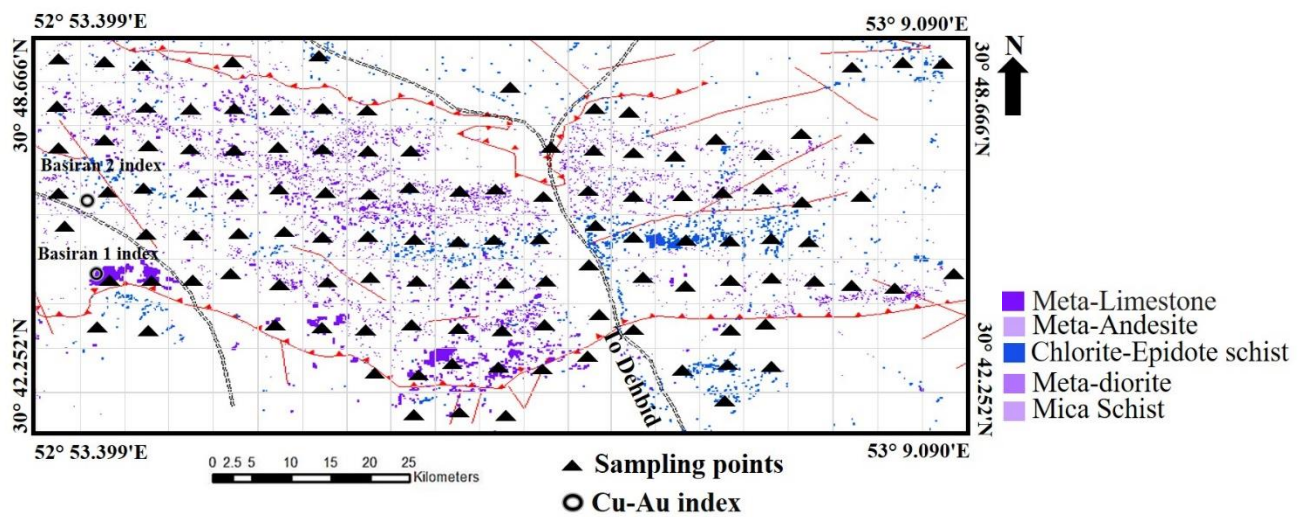 52° 53.399'E
53° 9.090'E
N
30° 48.666'N
30° 48.666'N
Basiran 2 index
Basiran 1 index
30° 42.252'N
30° 42.252'N
To Dehbid
Meta-Limestone
Meta-Andesite
Chlorite-Epidote schist
Meta-diorite
Mica Schist
52° 53.399'E
53° 9.090'E
0 2.5 5 10 15 20 25
Kilometers
Sampling points
Cu-Au index